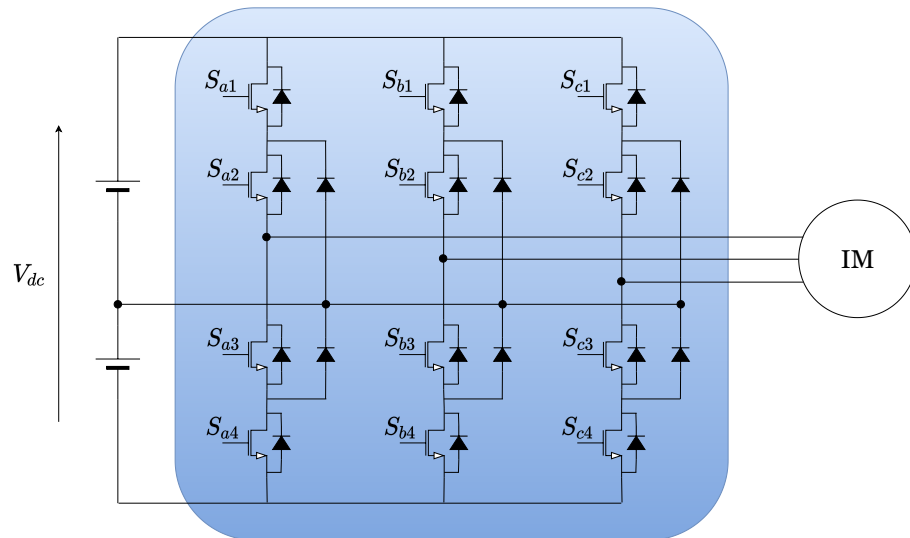 S_{a1} S_{b1} S_{c1}
S_{a2} S_{b2} S_{c2}
IM
V_{dc}
S_{a3} S_{b3} S_{c3}
S_{a4} S_{b4} S_{c4}